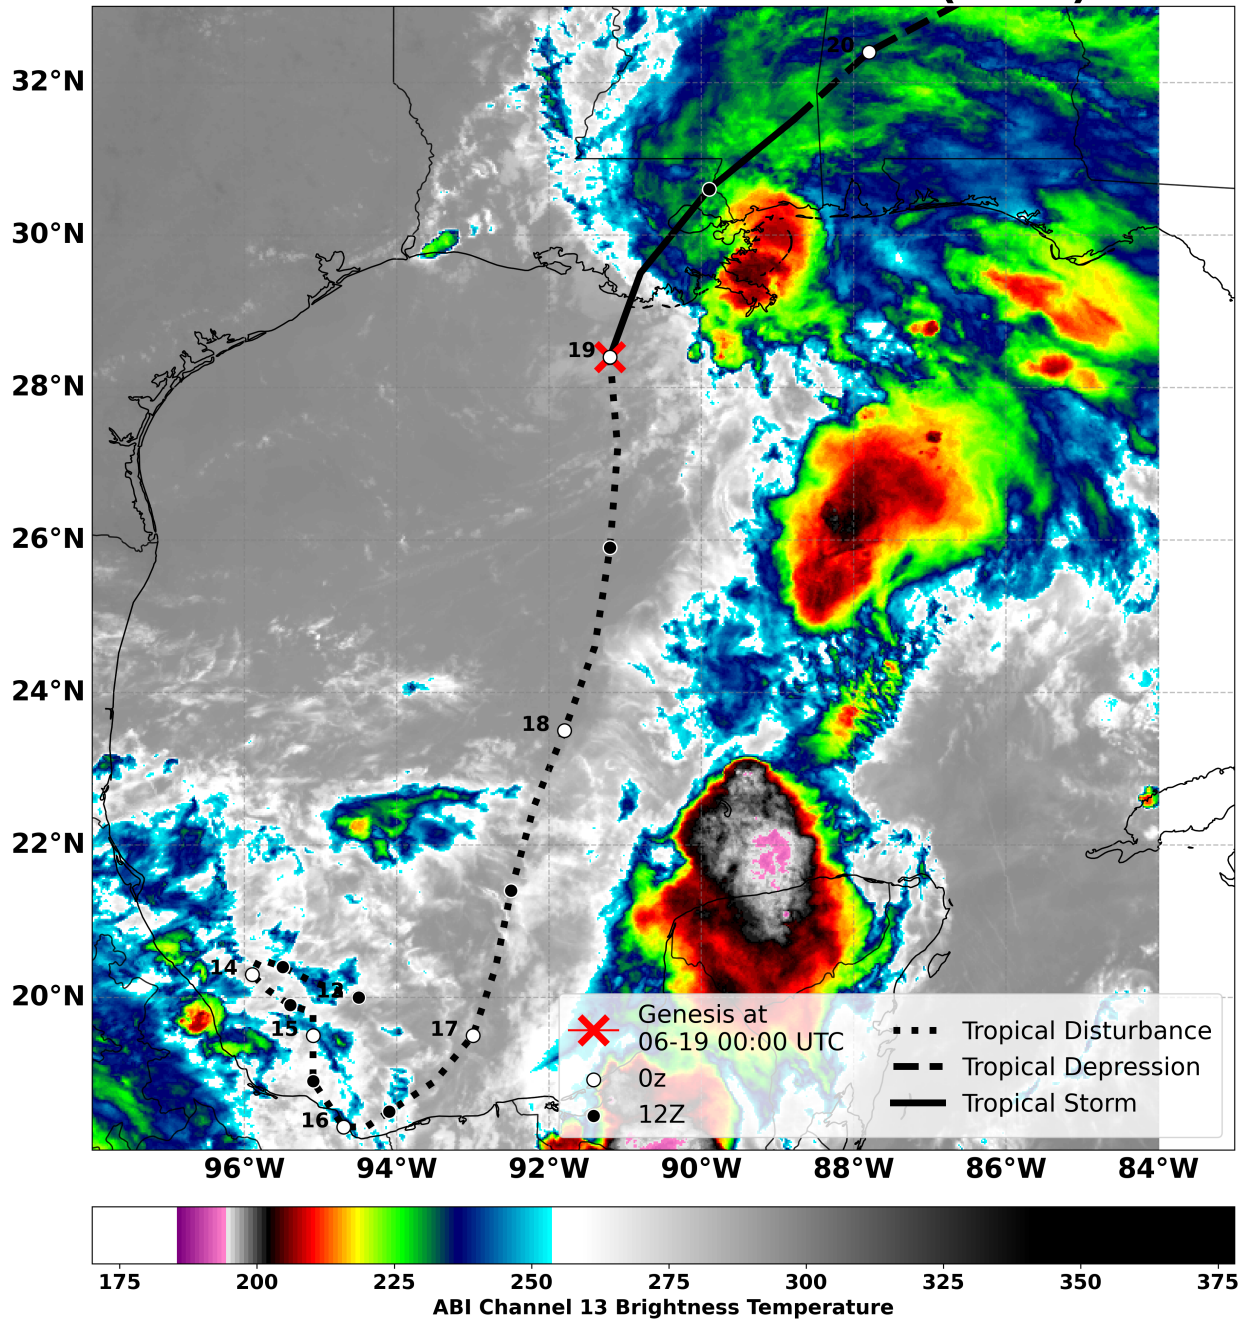 20
32°N
30°N
19
28°N
26°N
24°N
18
22°N
14
13
20°N
15
17
16
Genesis at
06-19 00:00 UTC
0z
12Z
Tropical Disturbance
Tropical Depression
Tropical Storm
96°W 94°W 92°W 90°W 88°W 86°W 84°W
175 200 225 250 275 300 325 350 375
ABI Channel 13 Brightness Temperature